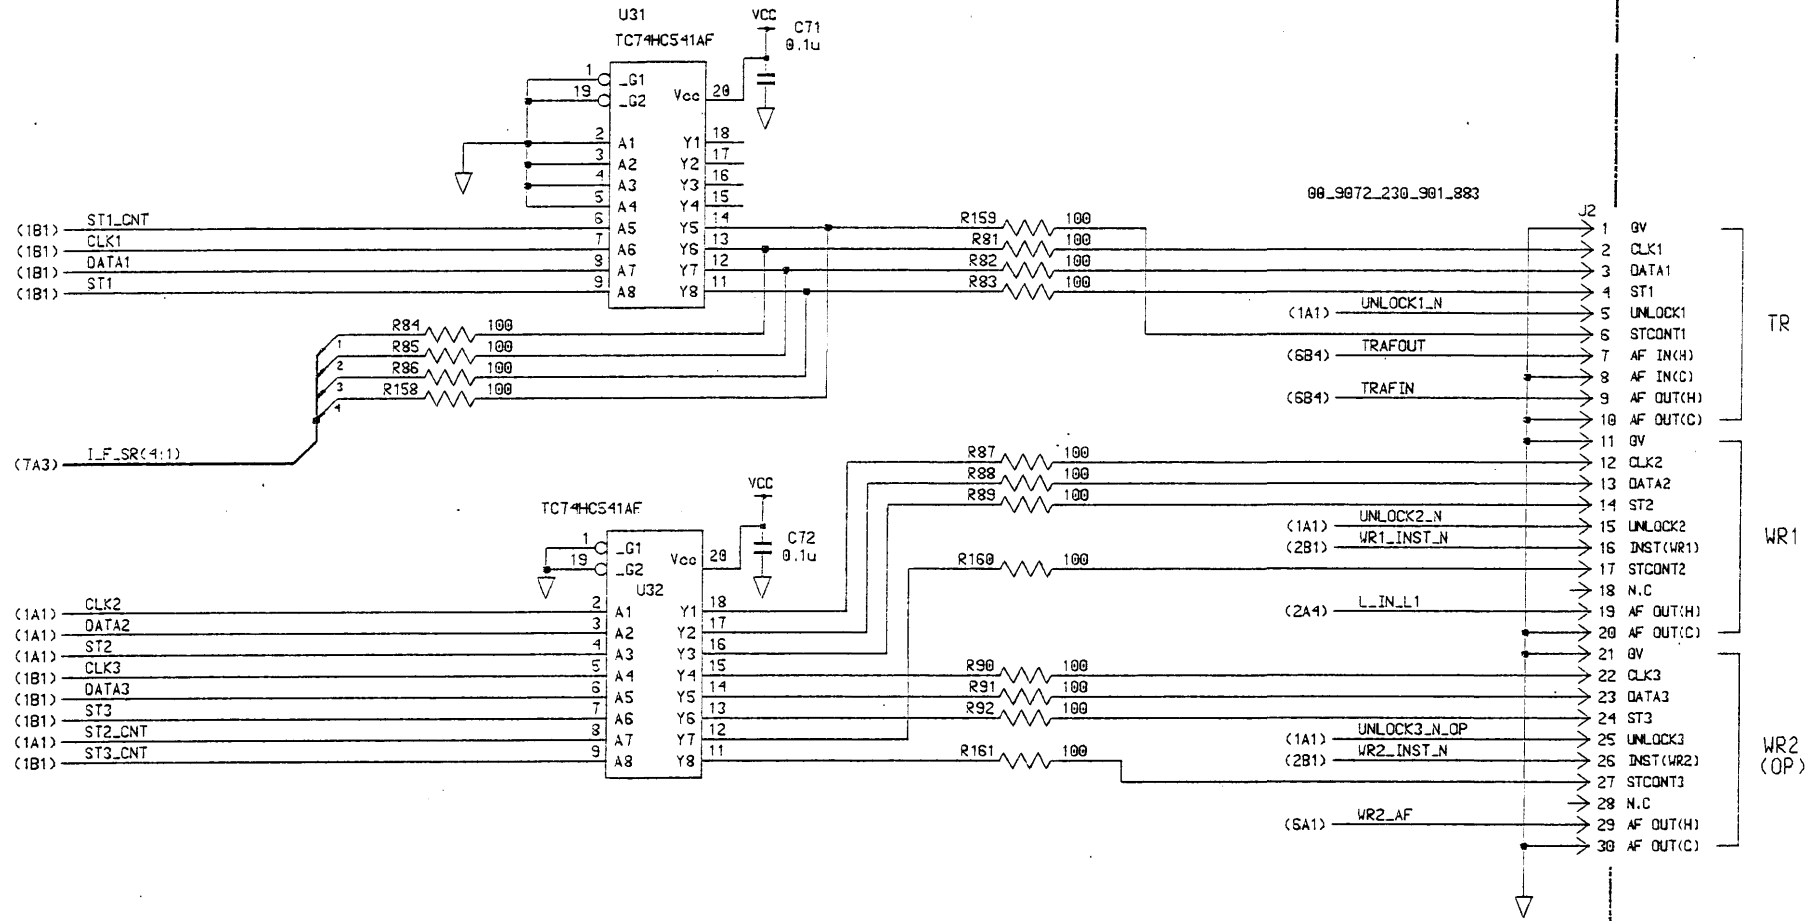 U31
TC74HC541AF
VCC
C71
0.1u
1 _G1
19 _G2
Vcc 20
2 A1 Y1 18
3 A2 Y2 17
4 A3 Y3 16
5 A4 Y4 15
(1B1) ST1_CNT 6 A5 Y5 14 R159 100
(1B1) CLK1 7 A6 Y6 13 R81 100
(1B1) DATA1 8 A7 Y7 12 R82 100
(1B1) ST1 9 A8 Y8 11 R83 100
R84 100 1
R85 100 2
R86 100 3
R158 100 4
(7A3) I_F_SR(4:1)
00_9072_230_901_883
J2
1 0V
2 CLK1
3 DATA1
4 ST1
(1A1) UNLOCK1_N 5 UNLOCK1
6 STCONT1
(6B4) TRAFOUT 7 AF IN(H)
8 AF IN(C)
(6B4) TRAFIN 9 AF OUT(H)
10 AF OUT(C)
TR
11 0V
R87 100 12 CLK2
R88 100 13 DATA2
R89 100 14 ST2
(1A1) UNLOCK2_N 15 UNLOCK2
(2B1) WR1_INST_N 16 INST(WR1)
R160 100 17 STCONT2
18 N.C
(2A4) L_IN_L1 19 AF OUT(H)
20 AF OUT(C)
WR1
TC74HC541AF
VCC
C72
0.1u
1 _G1
19 _G2
Vcc 20
U32
(1A1) CLK2 2 A1 Y1 18
(1A1) DATA2 3 A2 Y2 17
(1A1) ST2 4 A3 Y3 16
(1B1) CLK3 5 A4 Y4 15 R90 100
(1B1) DATA3 6 A5 Y5 14 R91 100
(1B1) ST3 7 A6 Y6 13 R92 100
(1A1) ST2_CNT 8 A7 Y7 12
(1B1) ST3_CNT 9 A8 Y8 11 R161 100
21 0V
22 CLK3
23 DATA3
24 ST3
(1A1) UNLOCK3_N_OP 25 UNLOCK3
(2B1) WR2_INST_N 26 INST(WR2)
27 STCONT3
28 N.C
(6A1) WR2_AF 29 AF OUT(H)
30 AF OUT(C)
WR2
(OP)